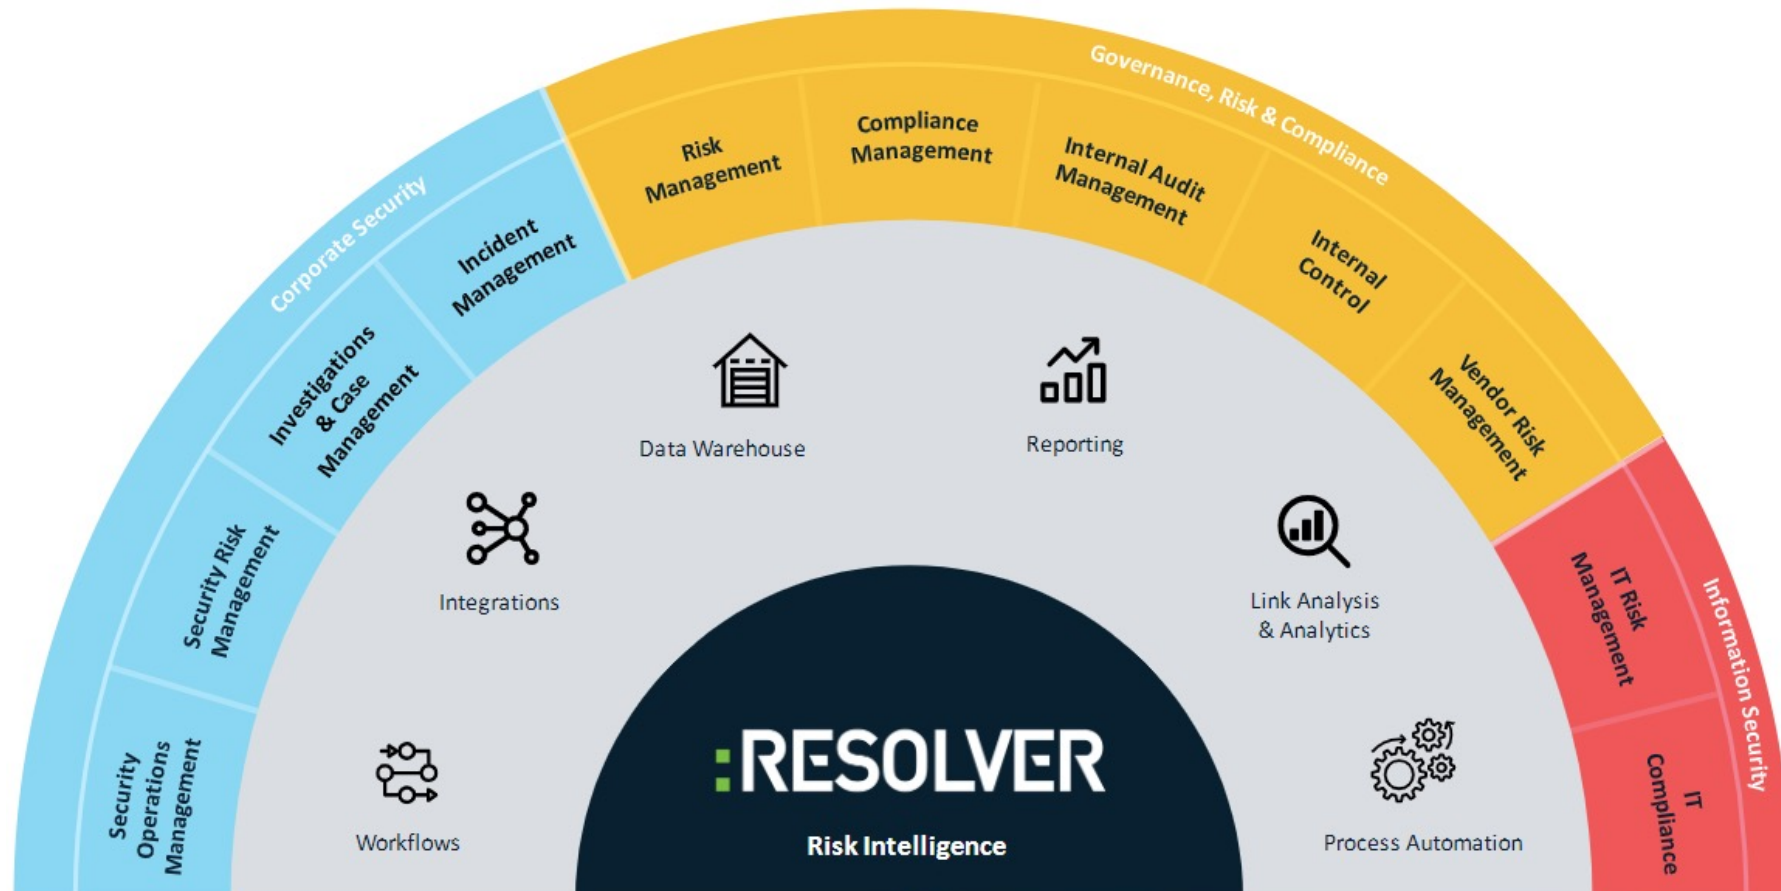 Corporate Security
Governance, Risk & Compliance
Information Security
Security
Operations
Management
Security Risk
Management
Investigations
& Case
Management
Incident
Management
Risk
Management
Compliance
Management
Internal Audit
Management
Internal
Control
Vendor Risk
Management
IT Risk
Management
IT
Compliance
Workflows
Integrations
Data Warehouse
Reporting
Link Analysis
& Analytics
Process Automation
:RESOLVER
Risk Intelligence